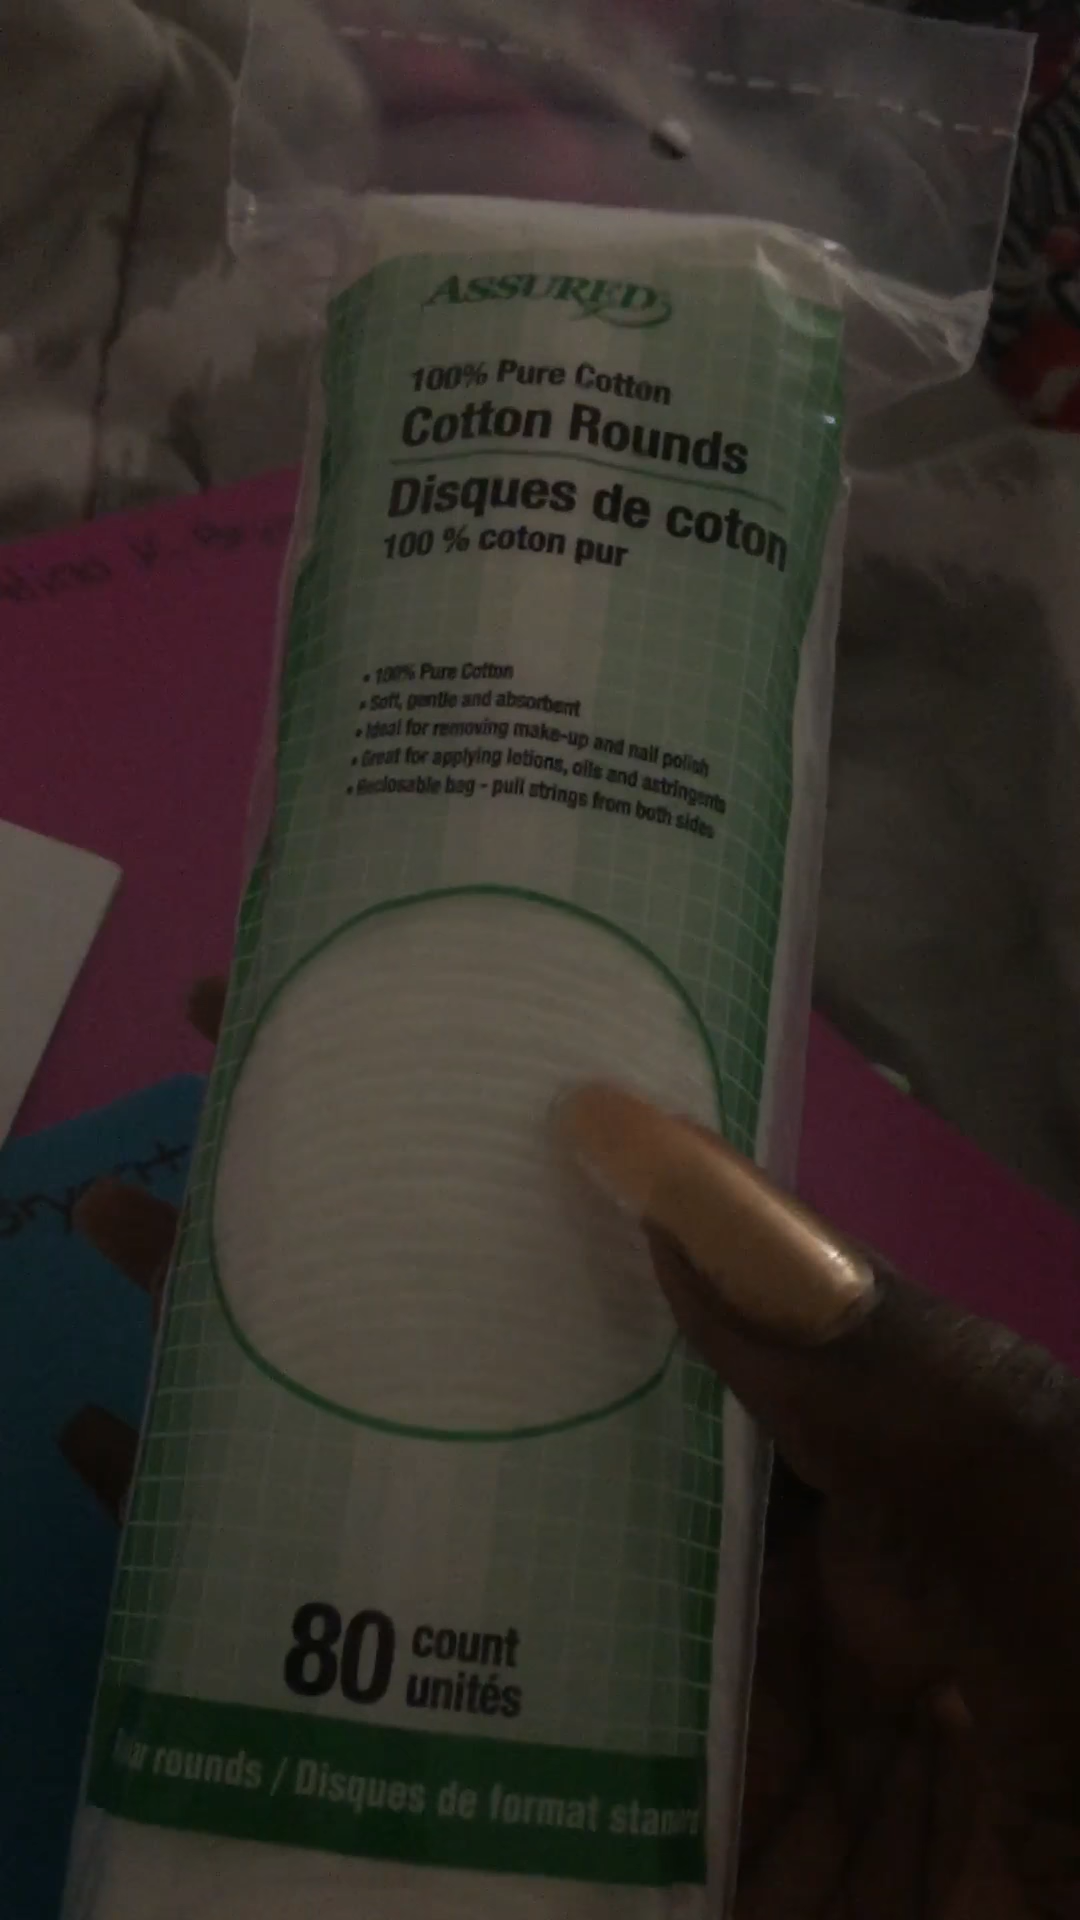 ASSURED
100% Pure Cotton
Cotton Rounds
Disques de coton
100 % coton pur
• 100% Pure Cotton
• Soft, gentle and absorbent
• Ideal for removing make-up and nail polish
• Great for applying lotions, oils and astringents
• Reclosable bag - pull strings from both sides
80 count
unités
rounds / Disques de format